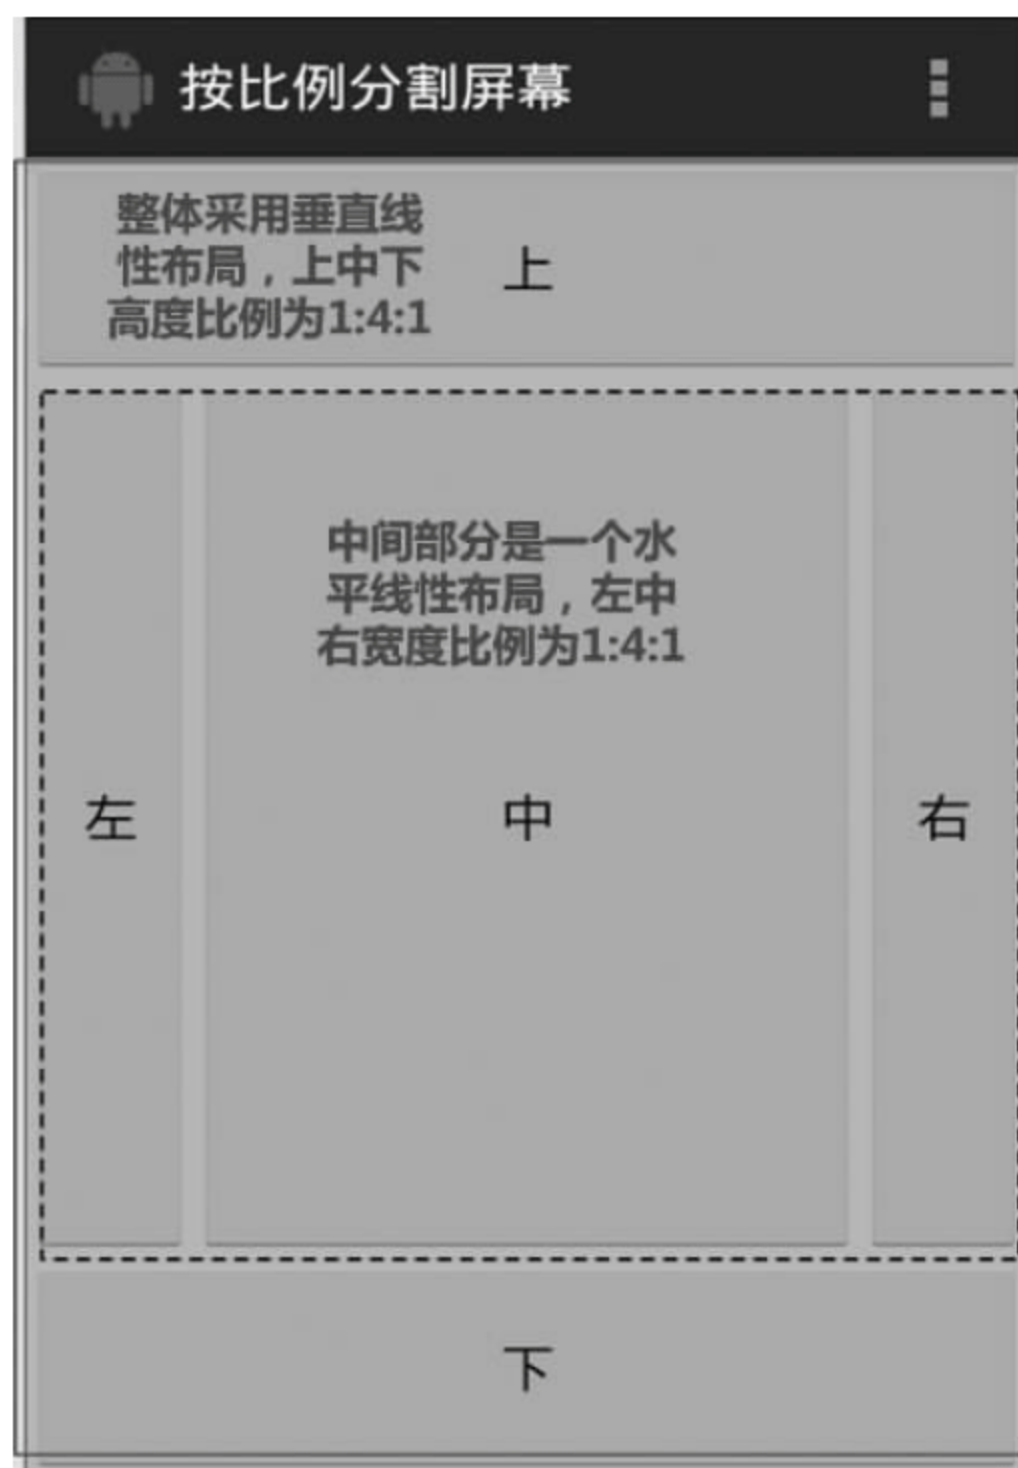 按比例分割屏幕
整体采用垂直线
性布局，上中下
高度比例为1:4:1
上
中间部分是一个水
平线性布局，左中
右宽度比例为1:4:1
左
中
右
下